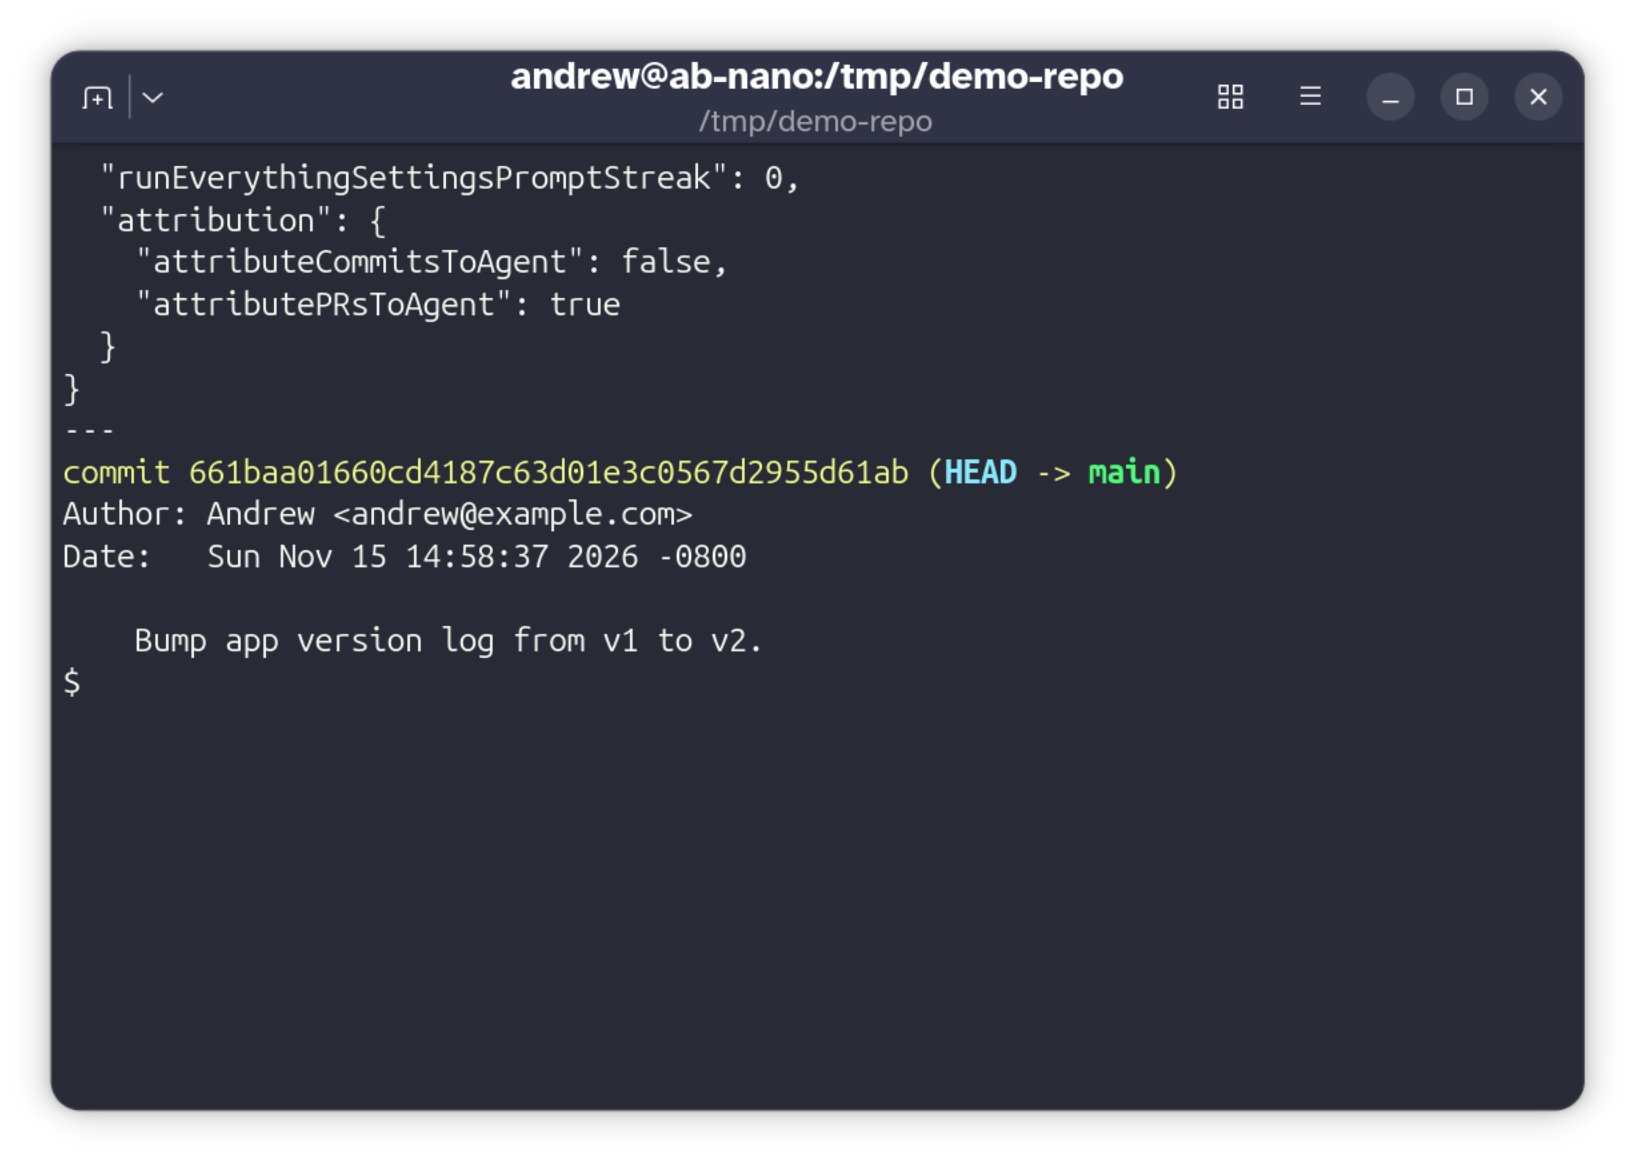 andrew@ab-nano:/tmp/demo-repo
/tmp/demo-repo
  "runEverythingSettingsPromptStreak": 0,
  "attribution": {
    "attributeCommitsToAgent": false,
    "attributePRsToAgent": true
  }
}
---
commit 661baa01660cd4187c63d01e3c0567d2955d61ab (HEAD -> main)
Author: Andrew <andrew@example.com>
Date:   Sun Nov 15 14:58:37 2026 -0800

    Bump app version log from v1 to v2.
$